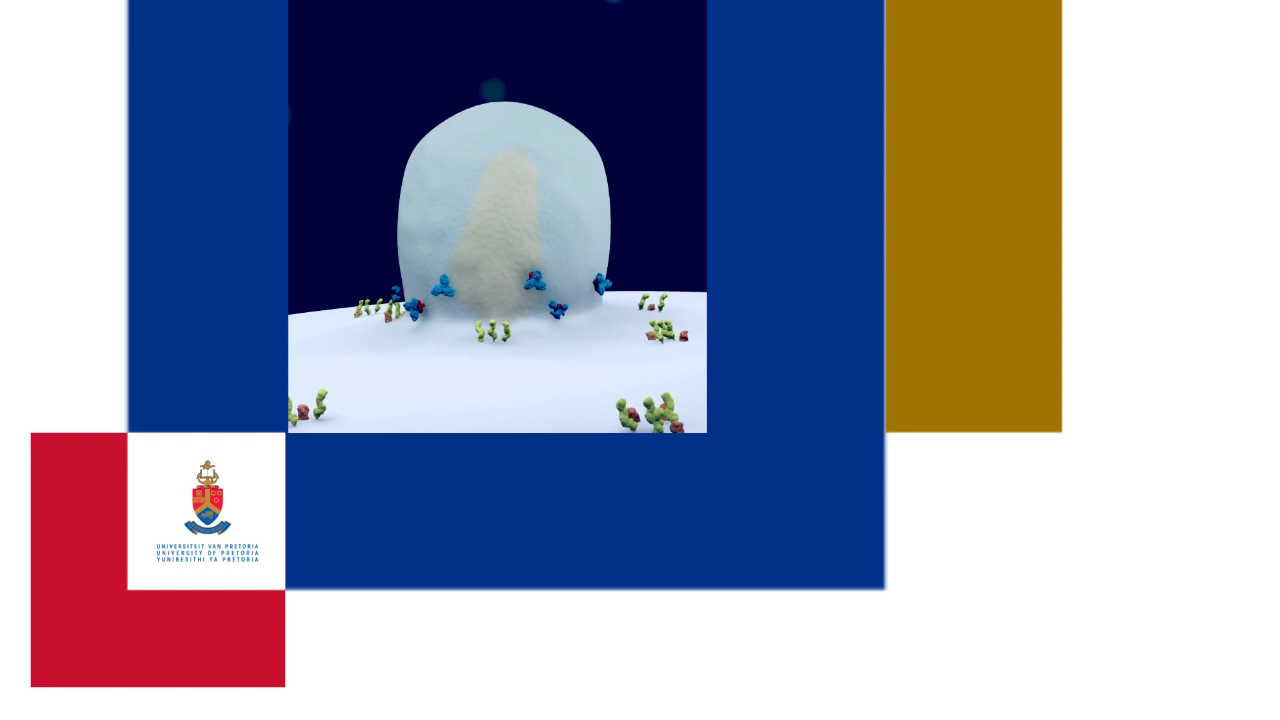 UNIVERSITEIT VAN PRETORIA
UNIVERSITY OF PRETORIA
YUNIBESITHI YA PRETORIA